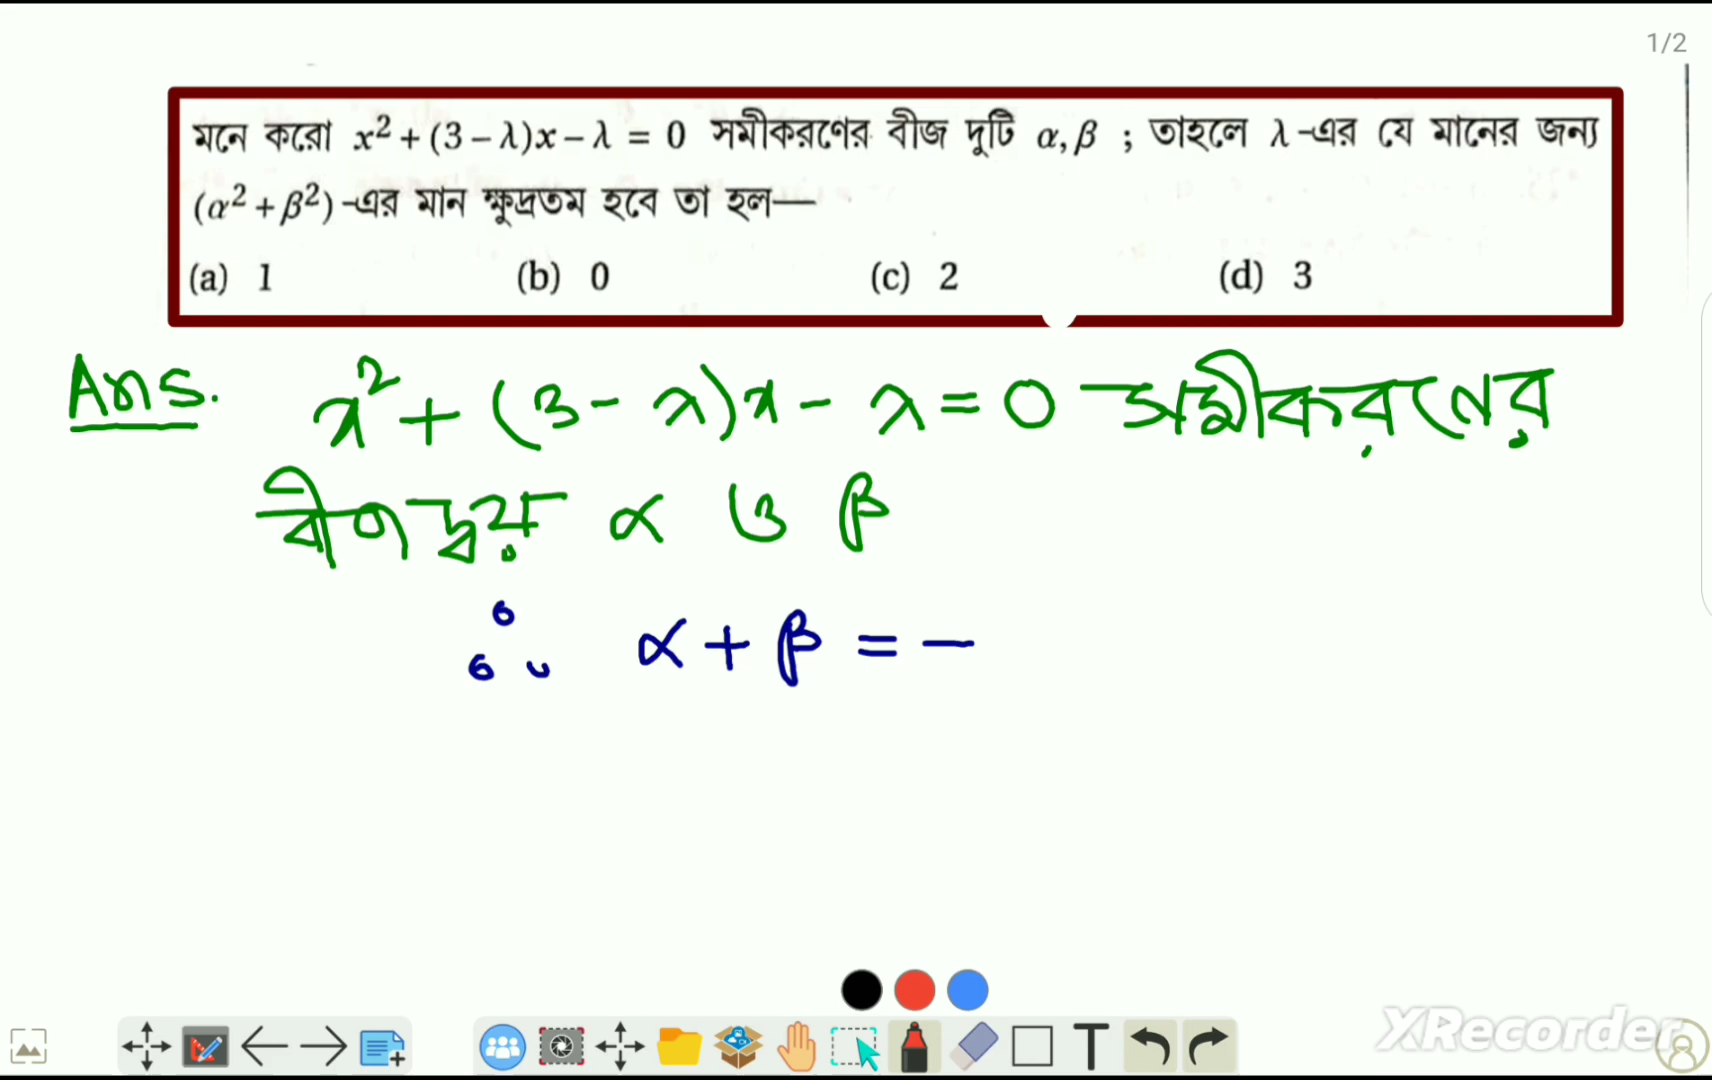 1/2
মনে করো x² + (3 – λ)x – λ = 0 সমীকরণের বীজ দুটি α, β ; তাহলে λ -এর যে মানের জন্য
(α² + β²) -এর মান ক্ষুদ্রতম হবে তা হল—
(a) 1 (b) 0 (c) 2 (d) 3
Ans. x² + (3 - λ)x - λ = 0 সমীকরণের
বীজদ্বয় α ও β
∴ α + β = -
T
XRecorder